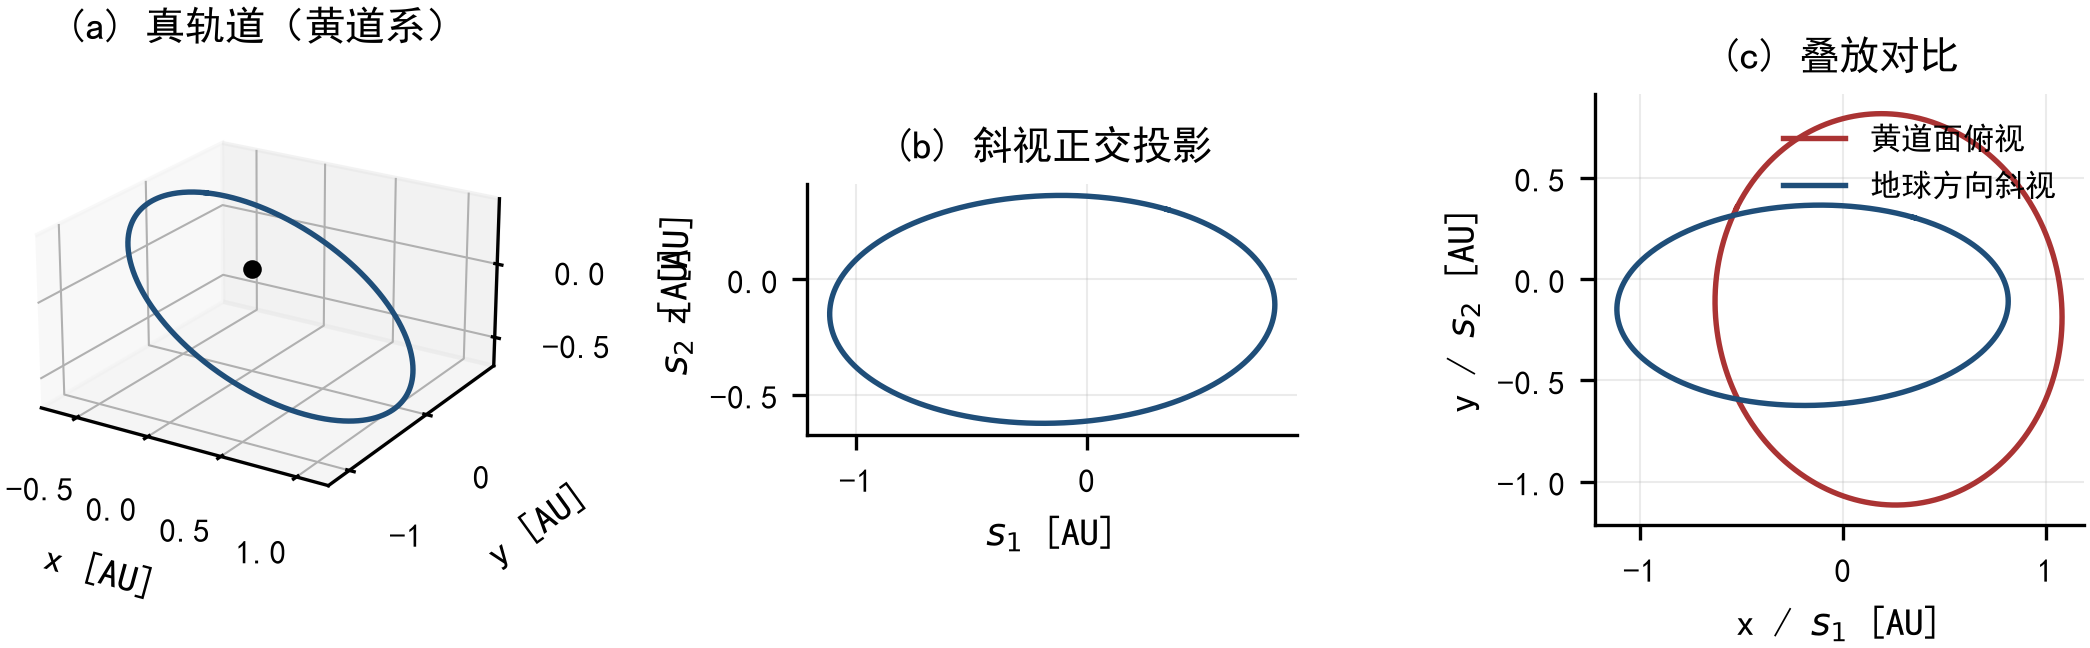 (a) 真轨道（黄道系）
0.0
−0.5
−0.5
0.0
0.5
1.0
x [AU]
−1
0
y [AU]
z [AU]
(b) 斜视正交投影
0.0
−0.5
s₂ [AU]
−1
0
s₁ [AU]
(c) 叠放对比
黄道面俯视
地球方向斜视
0.5
0.0
−0.5
−1.0
y / s₂ [AU]
−1
0
1
x / s₁ [AU]